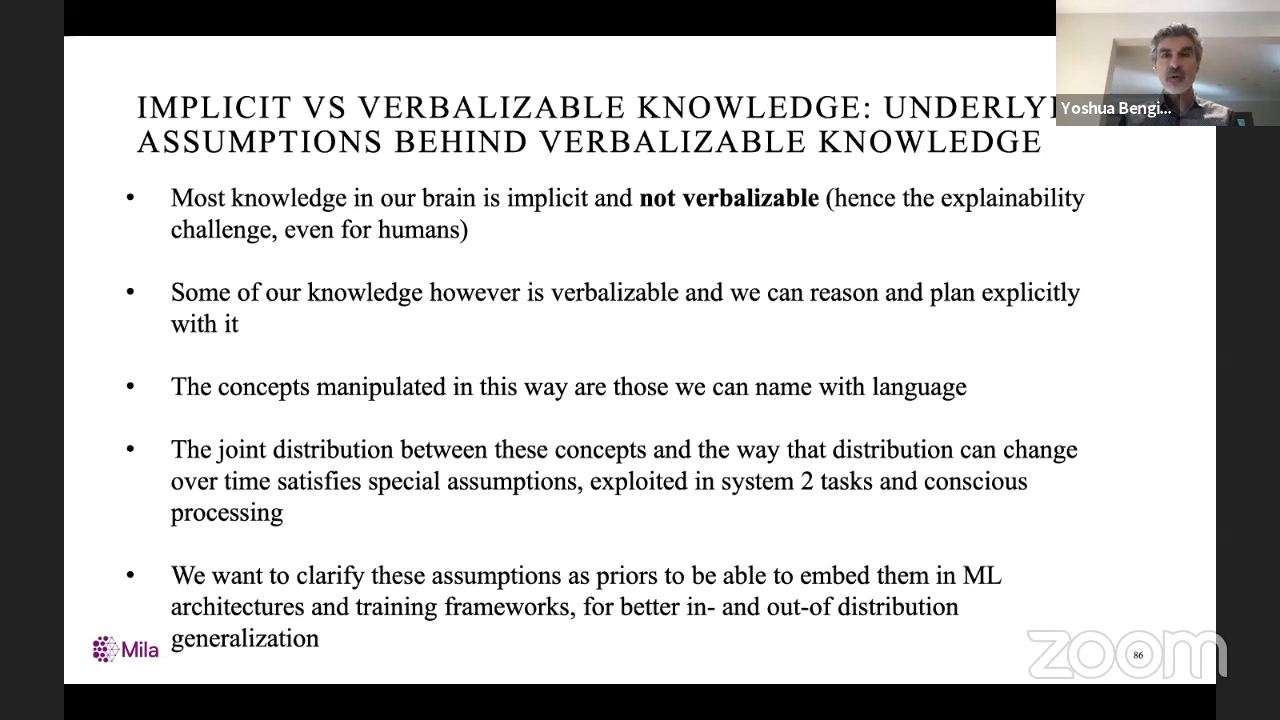 IMPLICIT VS VERBALIZABLE KNOWLEDGE: UNDERLYI
Yoshua Bengi...
ASSUMPTIONS BEHIND VERBALIZABLE KNOWLEDGE
• Most knowledge in our brain is implicit and not verbalizable (hence the explainability
challenge, even for humans)
• Some of our knowledge however is verbalizable and we can reason and plan explicitly
with it
• The concepts manipulated in this way are those we can name with language
• The joint distribution between these concepts and the way that distribution can change
over time satisfies special assumptions, exploited in system 2 tasks and conscious
processing
• We want to clarify these assumptions as priors to be able to embed them in ML
architectures and training frameworks, for better in- and out-of distribution
generalization
Mila
zoom
86